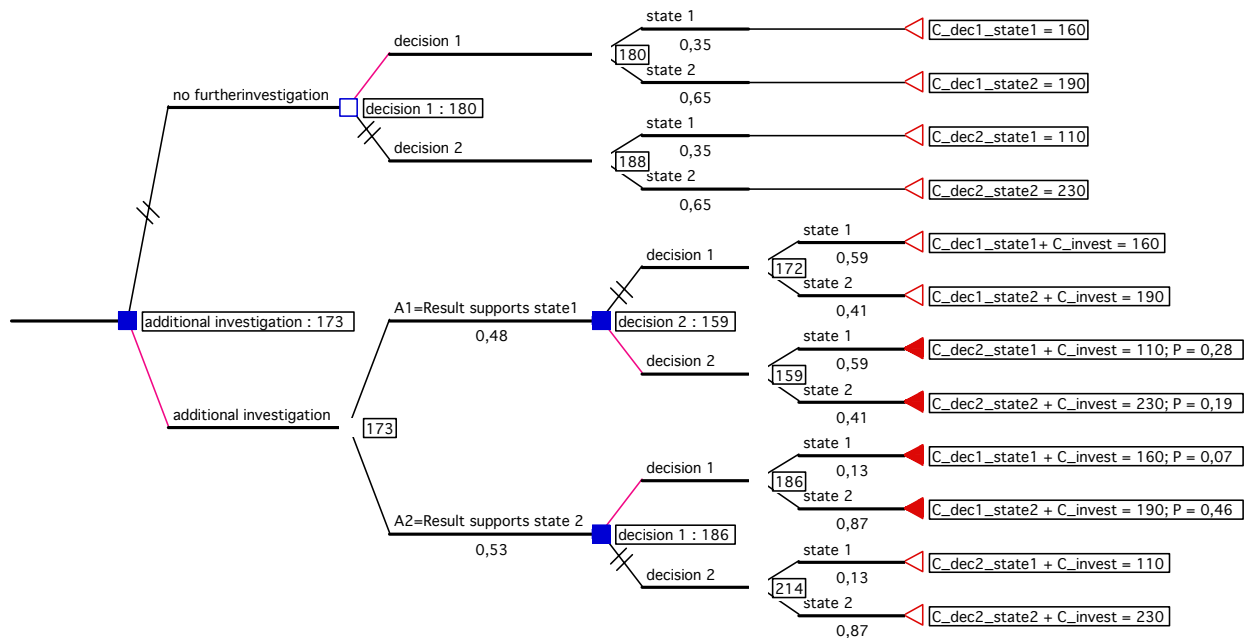 state 1
0,35
C_dec1_state1 = 160
decision 1
180
state 2
0,65
C_dec1_state2 = 190
no furtherinvestigation
decision 1 : 180
state 1
0,35
C_dec2_state1 = 110
decision 2
188
state 2
0,65
C_dec2_state2 = 230
state 1
0,59
C_dec1_state1+ C_invest = 160
decision 1
172
state 2
0,41
C_dec1_state2 + C_invest = 190
A1=Result supports state1
0,48
decision 2 : 159
additional investigation : 173
state 1
0,59
C_dec2_state1 + C_invest = 110; P = 0,28
decision 2
159
state 2
0,41
C_dec2_state2 + C_invest = 230; P = 0,19
additional investigation
173
state 1
0,13
C_dec1_state1 + C_invest = 160; P = 0,07
decision 1
186
state 2
0,87
C_dec1_state2 + C_invest = 190; P = 0,46
A2=Result supports state 2
0,53
decision 1 : 186
state 1
0,13
C_dec2_state1 + C_invest = 110
decision 2
214
state 2
0,87
C_dec2_state2 + C_invest = 230